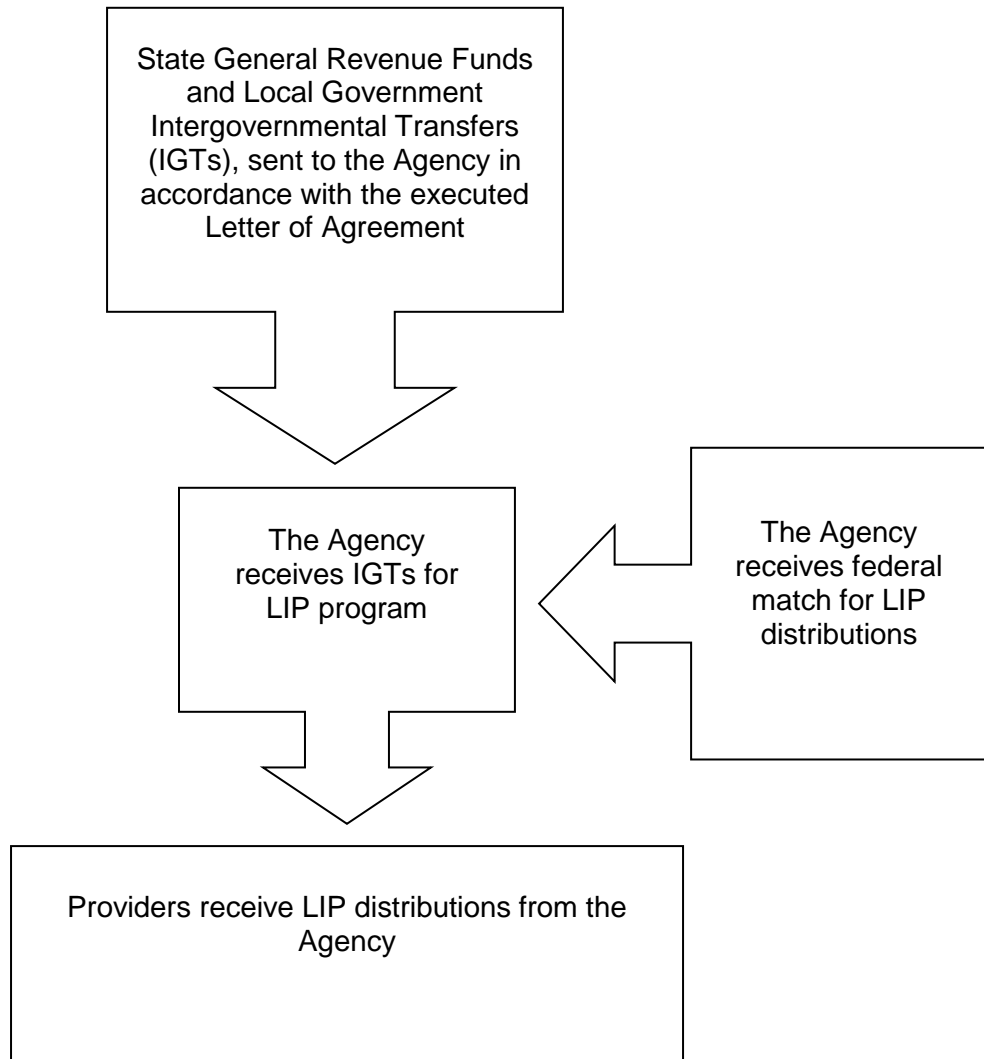 State General Revenue Funds
and Local Government
Intergovernmental Transfers
(IGTs), sent to the Agency in
accordance with the executed
Letter of Agreement
The Agency
receives IGTs for
LIP program
The Agency
receives federal
match for LIP
distributions
Providers receive LIP distributions from the
Agency